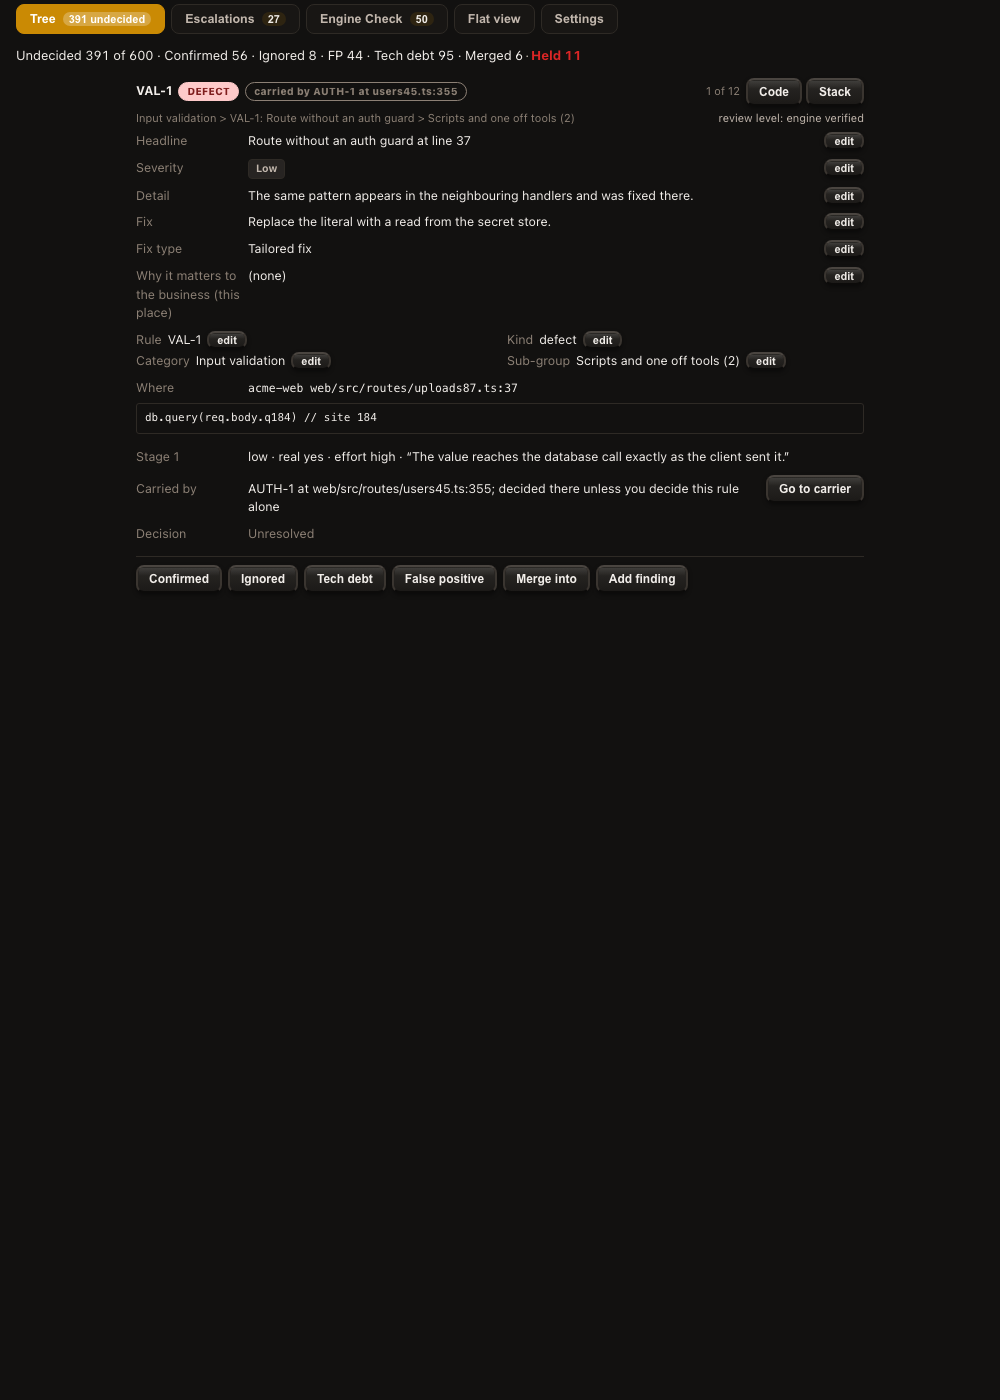 Tree 391 undecided Escalations 27 Engine Check 50 Flat view Settings
Undecided 391 of 600 · Confirmed 56 · Ignored 8 · FP 44 · Tech debt 95 · Merged 6 · Held 11
VAL-1 DEFECT carried by AUTH-1 at users45.ts:355 1 of 12 Code Stack
Input validation > VAL-1: Route without an auth guard > Scripts and one off tools (2) review level: engine verified
Headline Route without an auth guard at line 37 edit
Severity Low edit
Detail The same pattern appears in the neighbouring handlers and was fixed there. edit
Fix Replace the literal with a read from the secret store. edit
Fix type Tailored fix edit
Why it matters to (none) edit
the business (this
place)
Rule VAL-1 edit Kind defect edit
Category Input validation edit Sub-group Scripts and one off tools (2) edit
Where acme-web web/src/routes/uploads87.ts:37
db.query(req.body.q184) // site 184
Stage 1 low · real yes · effort high · “The value reaches the database call exactly as the client sent it.”
Carried by AUTH-1 at web/src/routes/users45.ts:355; decided there unless you decide this rule Go to carrier
alone
Decision Unresolved
Confirmed Ignored Tech debt False positive Merge into Add finding